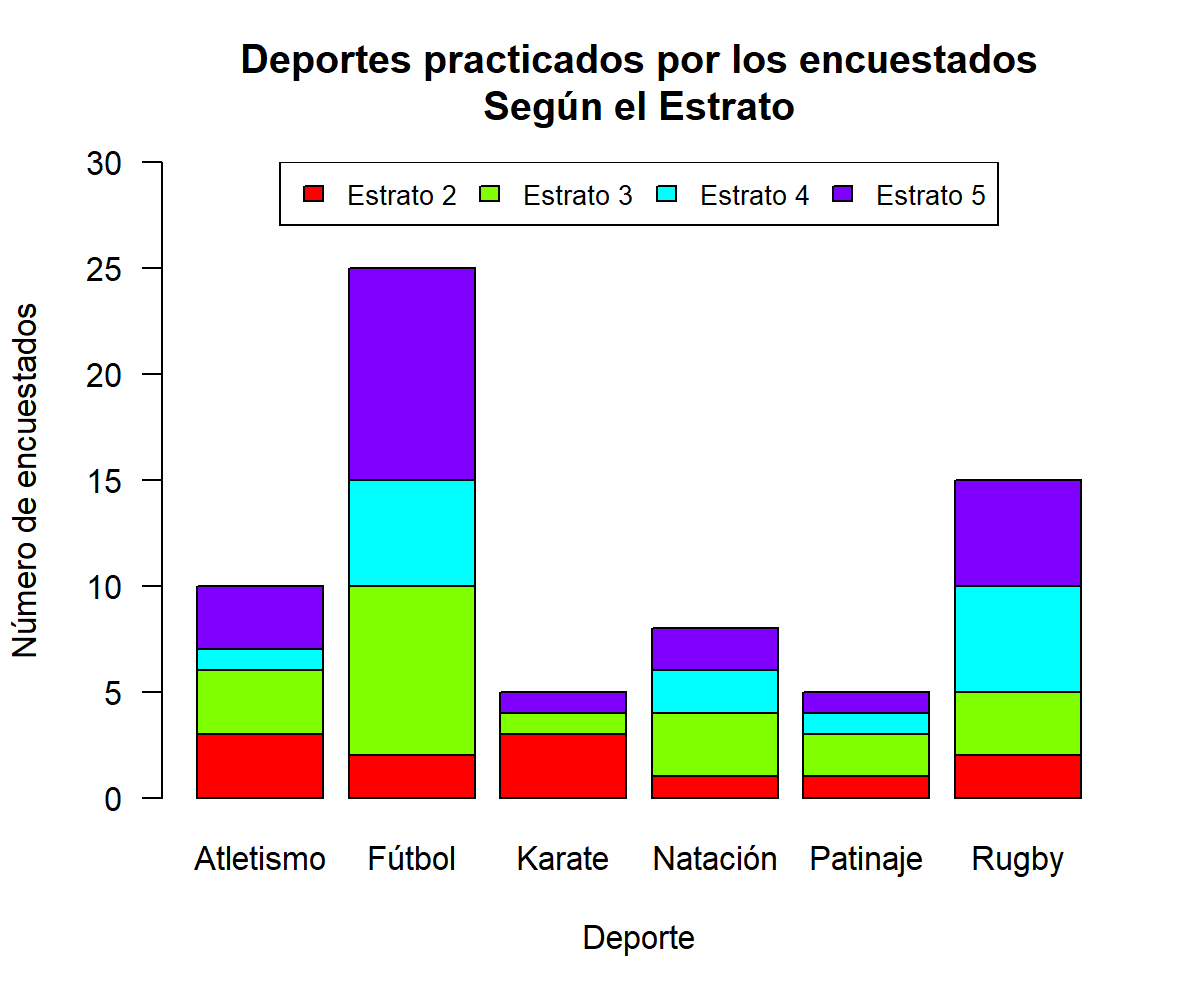 Deportes practicados por los encuestados
Según el Estrato
Estrato 2 Estrato 3 Estrato 4 Estrato 5
Número de encuestados
30
25
20
15
10
5
0
Atletismo Fútbol Karate Natación Patinaje Rugby
Deporte